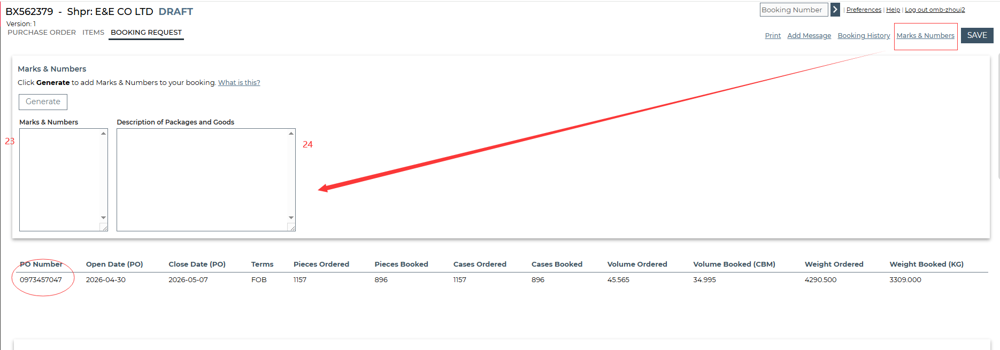 BX562379 - Shpr: E&E CO LTD DRAFT
Booking Number | Preferences | Help | Log out omb-zhouj2
Version: 1
PURCHASE ORDER ITEMS BOOKING REQUEST
Print Add Message Booking History Marks & Numbers SAVE
Marks & Numbers
Click Generate to add Marks & Numbers to your booking. What is this?
Generate
Marks & Numbers Description of Packages and Goods
23
24
PO Number Open Date (PO) Close Date (PO) Terms Pieces Ordered Pieces Booked Cases Ordered Cases Booked Volume Ordered Volume Booked (CBM) Weight Ordered Weight Booked (KG)
0973457047 2026-04-30 2026-05-07 FOB 1157 896 1157 896 45.565 34.995 4290.500 3309.000